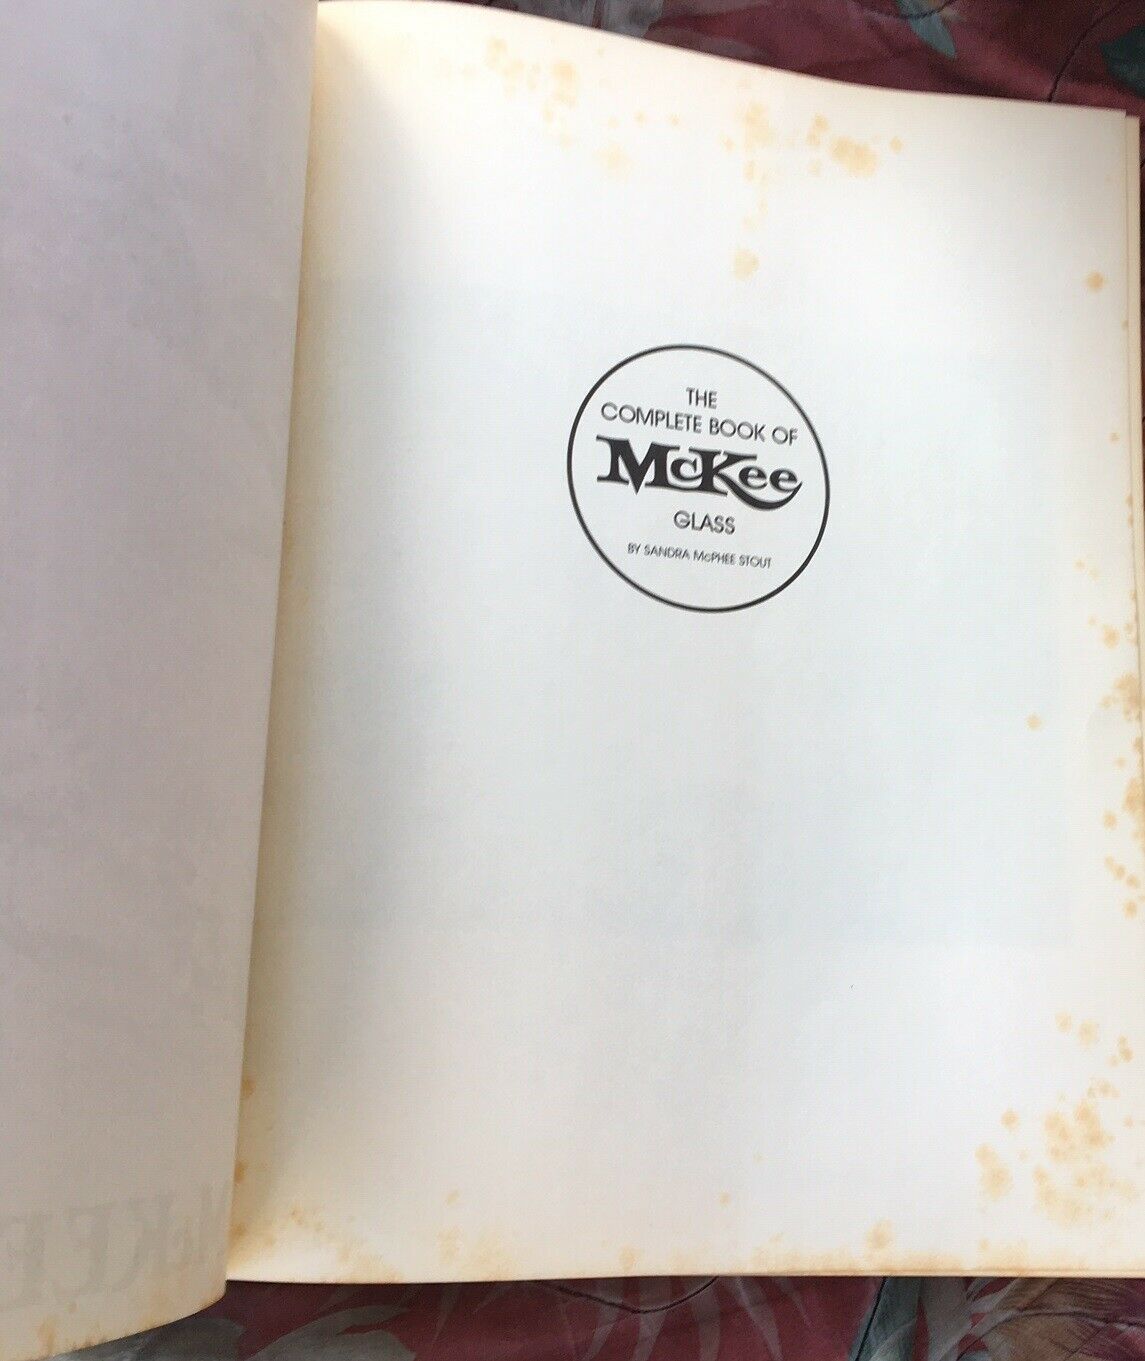 THE
COMPLETE BOOK OF
McKee
GLASS
BY SANDRA McPHEE STOUT